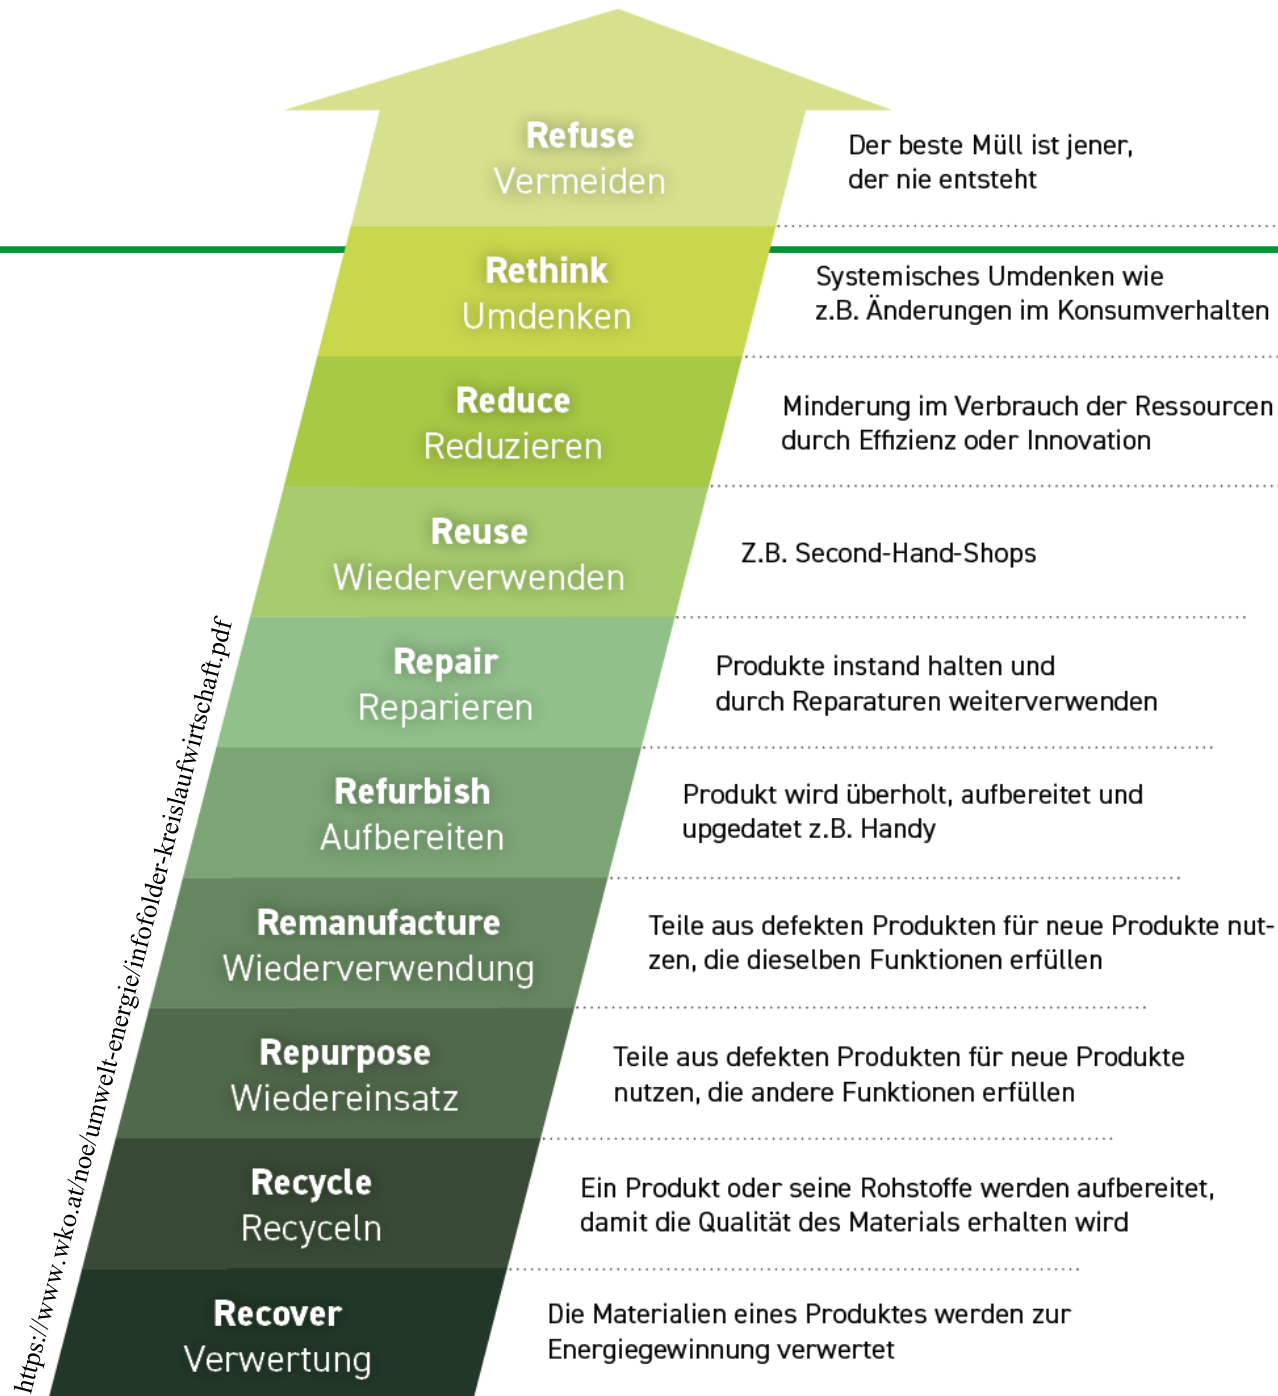 Refuse
Vermeiden
Der beste Müll ist jener,
der nie entsteht
Rethink
Umdenken
Systemisches Umdenken wie
z.B. Änderungen im Konsumverhalten
Reduce
Reduzieren
Minderung im Verbrauch der Ressourcen
durch Effizienz oder Innovation
Reuse
Wiederverwenden
Z.B. Second-Hand-Shops
Repair
Reparieren
Produkte instand halten und
durch Reparaturen weiterverwenden
Refurbish
Aufbereiten
Produkt wird überholt, aufbereitet und
upgedatet z.B. Handy
Remanufacture
Wiederverwendung
Teile aus defekten Produkten für neue Produkte nut-
zen, die dieselben Funktionen erfüllen
Repurpose
Wiedereinsatz
Teile aus defekten Produkten für neue Produkte
nutzen, die andere Funktionen erfüllen
Recycle
Recyceln
Ein Produkt oder seine Rohstoffe werden aufbereitet,
damit die Qualität des Materials erhalten wird
Recover
Verwertung
Die Materialien eines Produktes werden zur
Energiegewinnung verwertet
https://www.wko.at/noe/umwelt-energie/infofolder-kreislaufwirtschaft.pdf